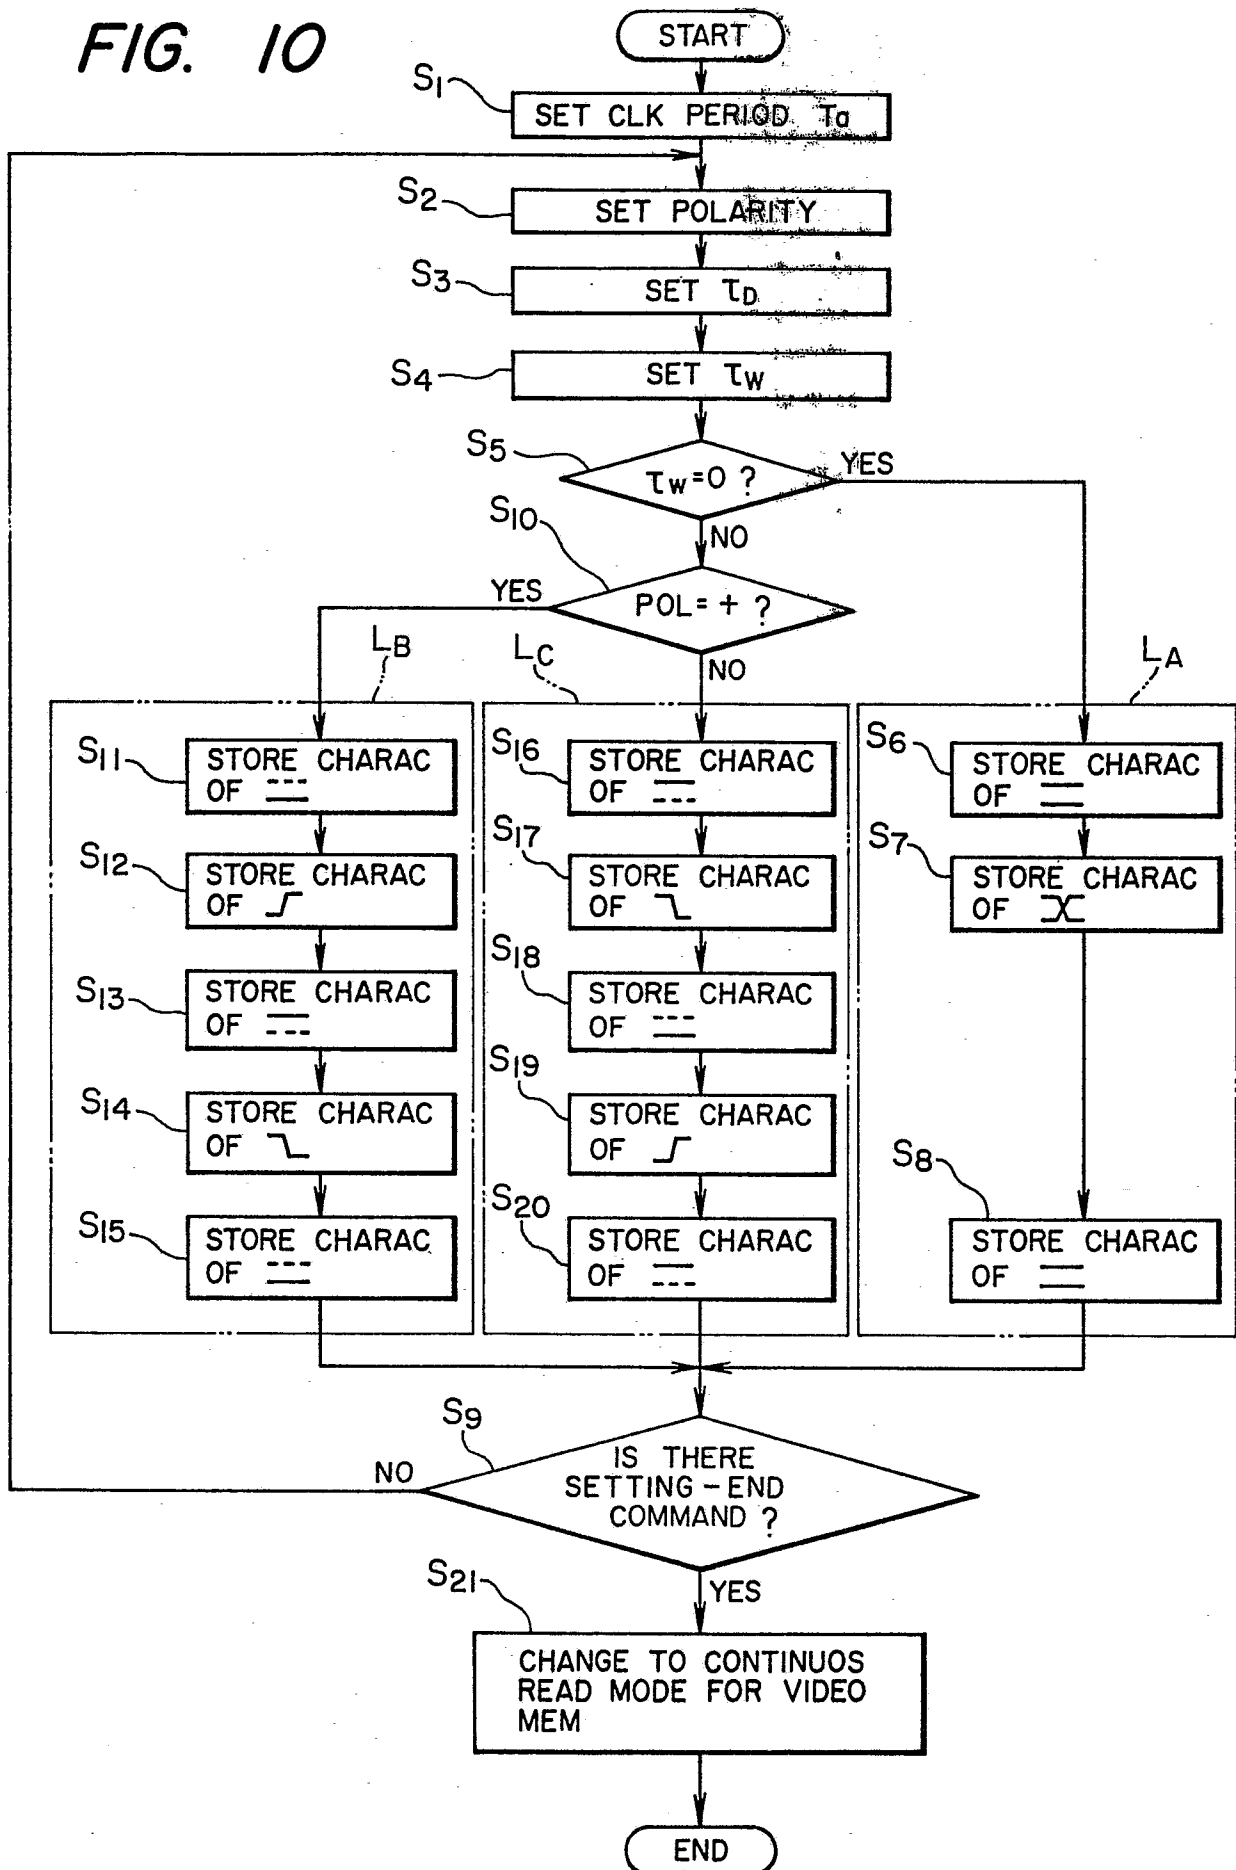 FIG. 10
START
S1
SET CLK PERIOD Ta
S2
SET POLARITY
S3
SET τD
S4
SET τW
S5
τW=0 ?
YES
NO
S10
POL=+ ?
YES
NO
LB
LC
LA
S11
STORE CHARAC
OF
S12
STORE CHARAC
OF
S13
STORE CHARAC
OF
S14
STORE CHARAC
OF
S15
STORE CHARAC
OF
S16
STORE CHARAC
OF
S17
STORE CHARAC
OF
S18
STORE CHARAC
OF
S19
STORE CHARAC
OF
S20
STORE CHARAC
OF
S6
STORE CHARAC
OF
S7
STORE CHARAC
OF
S8
STORE CHARAC
OF
S9
IS THERE
SETTING-END
COMMAND ?
NO
YES
S21
CHANGE TO CONTINUOS
READ MODE FOR VIDEO
MEM
END